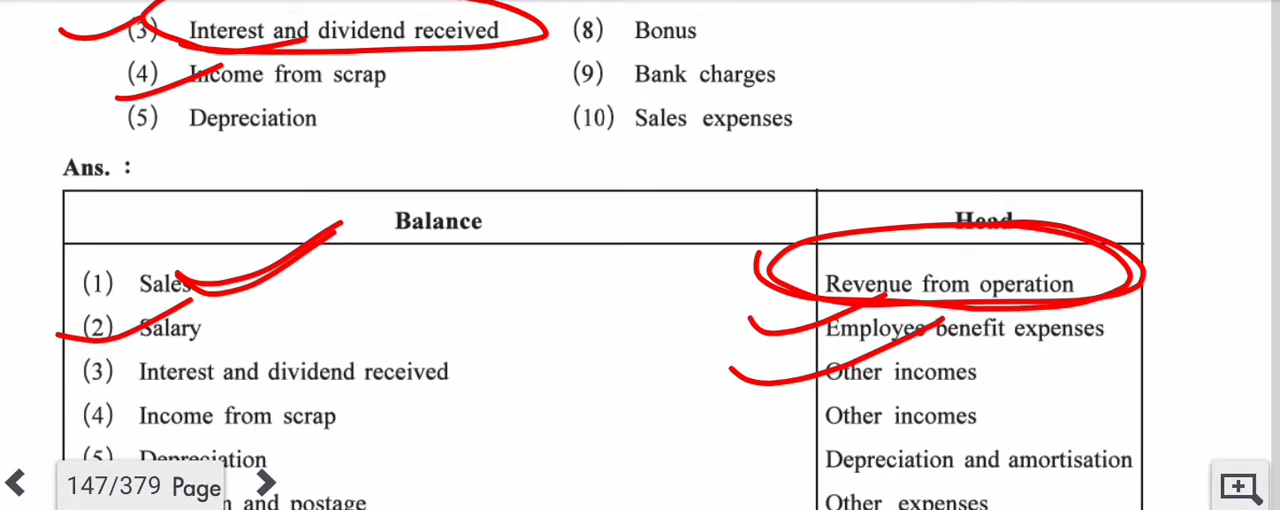 (3) Interest and dividend received (8) Bonus
(4) Income from scrap (9) Bank charges
(5) Depreciation (10) Sales expenses
Ans. :
Balance Head
(1) Sales Revenue from operation
(2) Salary Employee benefit expenses
(3) Interest and dividend received Other incomes
(4) Income from scrap Other incomes
(5) Depreciation Depreciation and amortisation
and postage Other expenses
147/379 Page